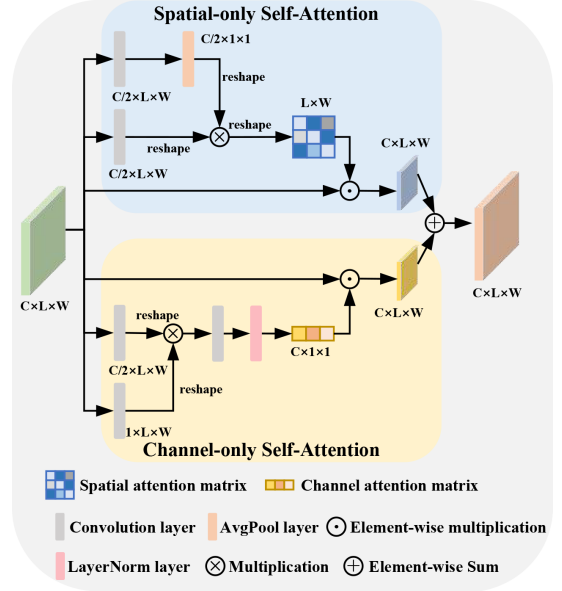 Spatial-only Self-Attention
C/2×1×1
reshape
C/2×L×W
L×W
reshape
reshape
C/2×L×W
C×L×W
C×L×W
C×L×W
C×L×W
reshape
C/2×L×W
C×1×1
reshape
1×L×W
Channel-only Self-Attention
Spatial attention matrix
Channel attention matrix
Convolution layer
AvgPool layer
Element-wise multiplication
LayerNorm layer
Multiplication
Element-wise Sum